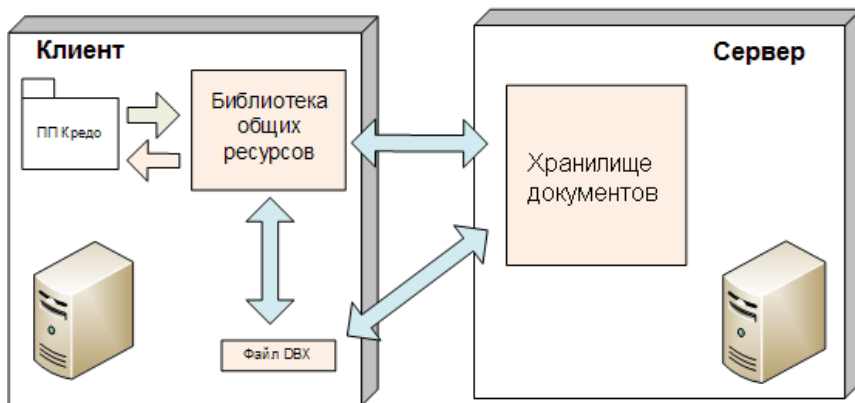 Клиент
ПП Кредо
Библиотека
общих
ресурсов
Файл DBX
Сервер
Хранилище
документов